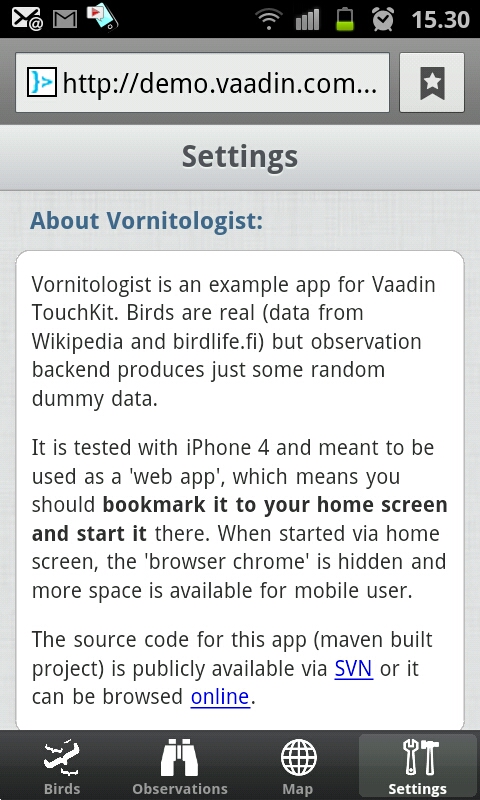 15.30
http://demo.vaadin.com...
Settings
About Vornitologist:
Vornitologist is an example app for Vaadin
TouchKit. Birds are real (data from
Wikipedia and birdlife.fi) but observation
backend produces just some random
dummy data.
It is tested with iPhone 4 and meant to be
used as a 'web app', which means you
should bookmark it to your home screen
and start it there. When started via home
screen, the 'browser chrome' is hidden and
more space is available for mobile user.
The source code for this app (maven built
project) is publicly available via SVN or it
can be browsed online.
Birds
Observations
Map
Settings